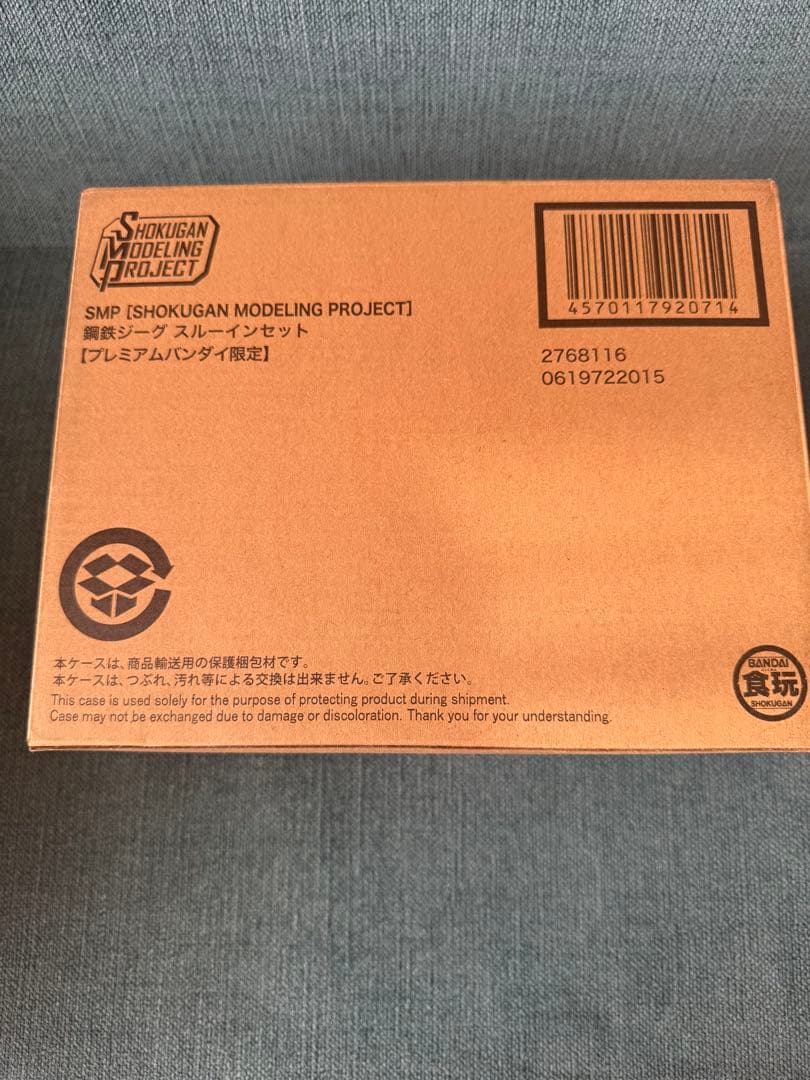 SHOKUGAN
MODELING
PROJECT
SMP [SHOKUGAN MODELING PROJECT]
鋼鉄ジーグ スルーインセット
【プレミアムバンダイ限定】
4570117920714
2768116
0619722015
本ケースは、商品輸送用の保護梱包材です。
本ケースは、つぶれ、汚れ等による交換は出来ません。ご了承ください。
This case is used solely for the purpose of protecting product during shipment.
Case may not be exchanged due to damage or discoloration. Thank you for your understanding.
BANDAI
食玩
SHOKUGAN